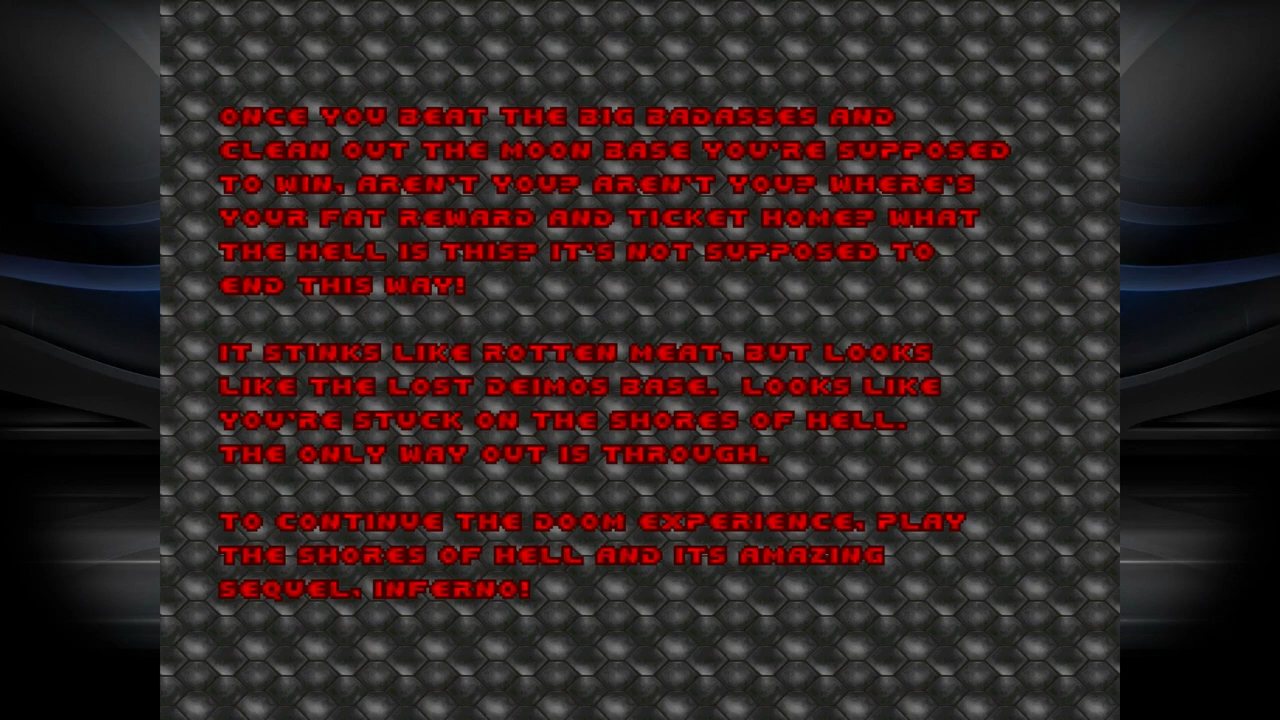 ONCE YOU BEAT THE BIG BADASSES AND
CLEAN OUT THE MOON BASE YOU'RE SUPPOSED
TO WIN, AREN'T YOU? AREN'T YOU? WHERE'S
YOUR FAT REWARD AND TICKET HOME? WHAT
THE HELL IS THIS? IT'S NOT SUPPOSED TO
END THIS WAY!
IT STINKS LIKE ROTTEN MEAT, BUT LOOKS
LIKE THE LOST DEIMOS BASE.  LOOKS LIKE
YOU'RE STUCK ON THE SHORES OF HELL.
THE ONLY WAY OUT IS THROUGH.
TO CONTINUE THE DOOM EXPERIENCE, PLAY
THE SHORES OF HELL AND ITS AMAZING
SEQUEL, INFERNO!